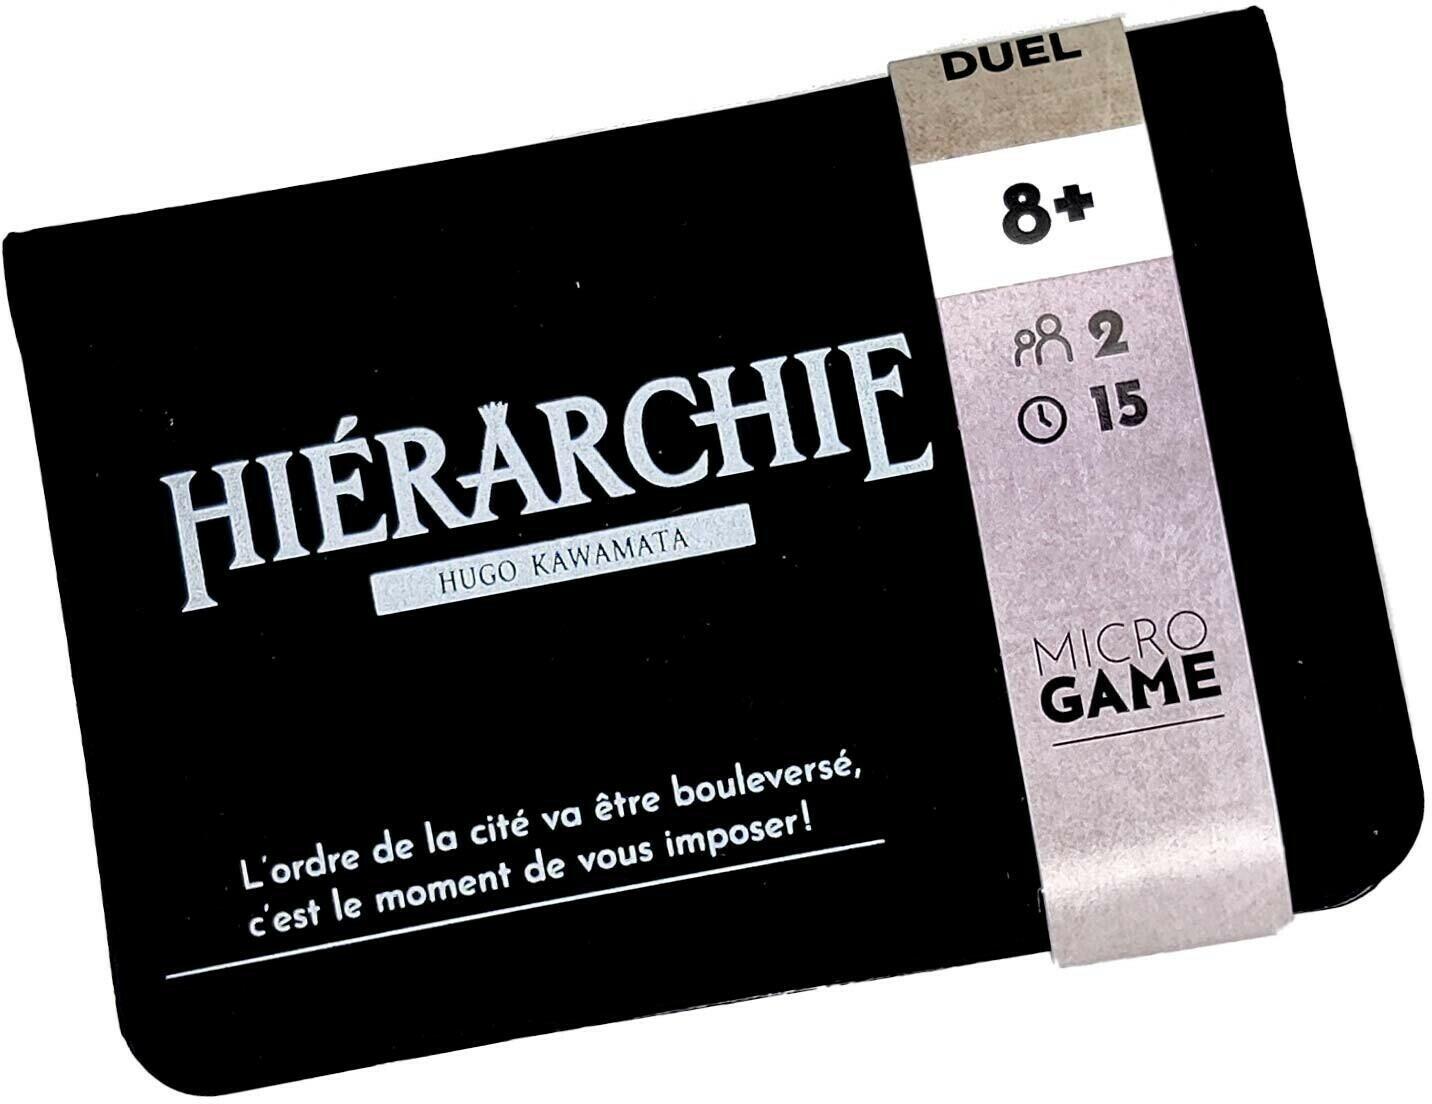 DUEL
8+
2
15
HIÉRARCHIE
HUGO KAWAMATA
MICRO
GAME
L'ordre de la cité va être bouleversé,
c'est le moment de vous imposer!